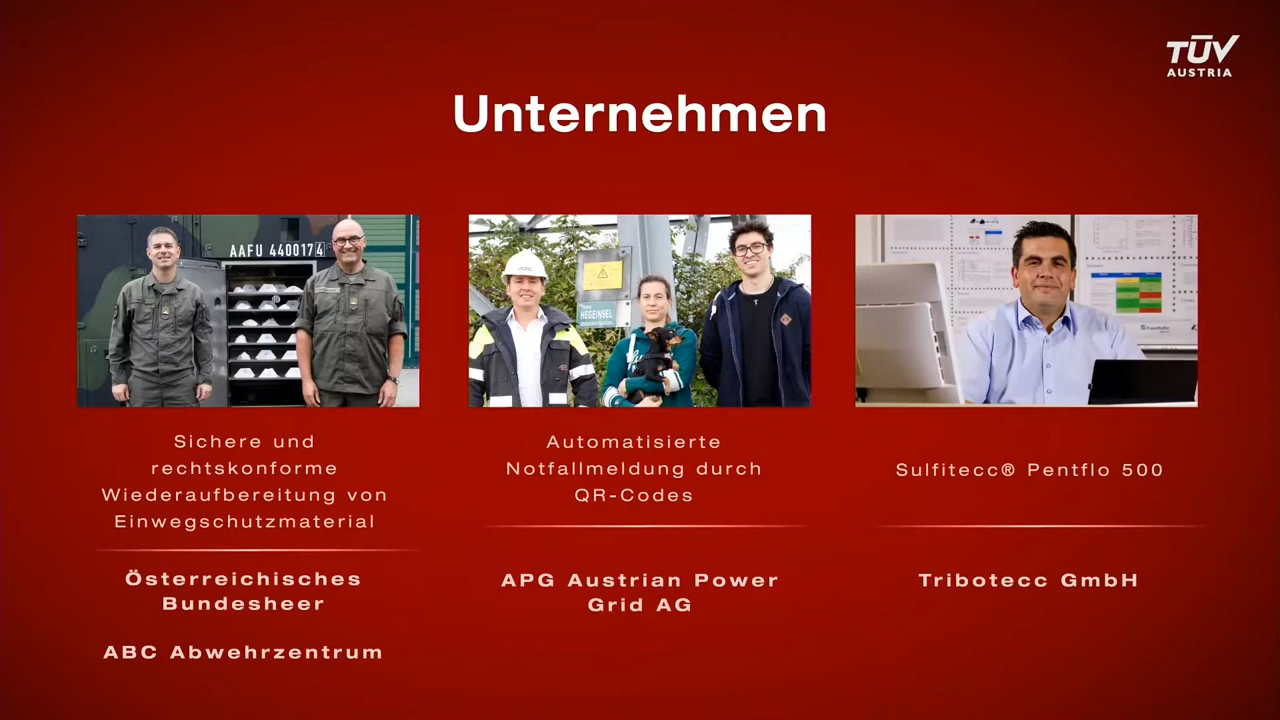 TÜV
AUSTRIA
Unternehmen
AAFU 4400174
HEGEINSEL
Sichere und
rechtskonforme
Wiederaufbereitung von
Einwegschutzmaterial
Österreichisches
Bundesheer
ABC Abwehrzentrum
Automatisierte
Notfallmeldung durch
QR-Codes
APG Austrian Power
Grid AG
Sulfitecc® Pentflo 500
Tribotecc GmbH